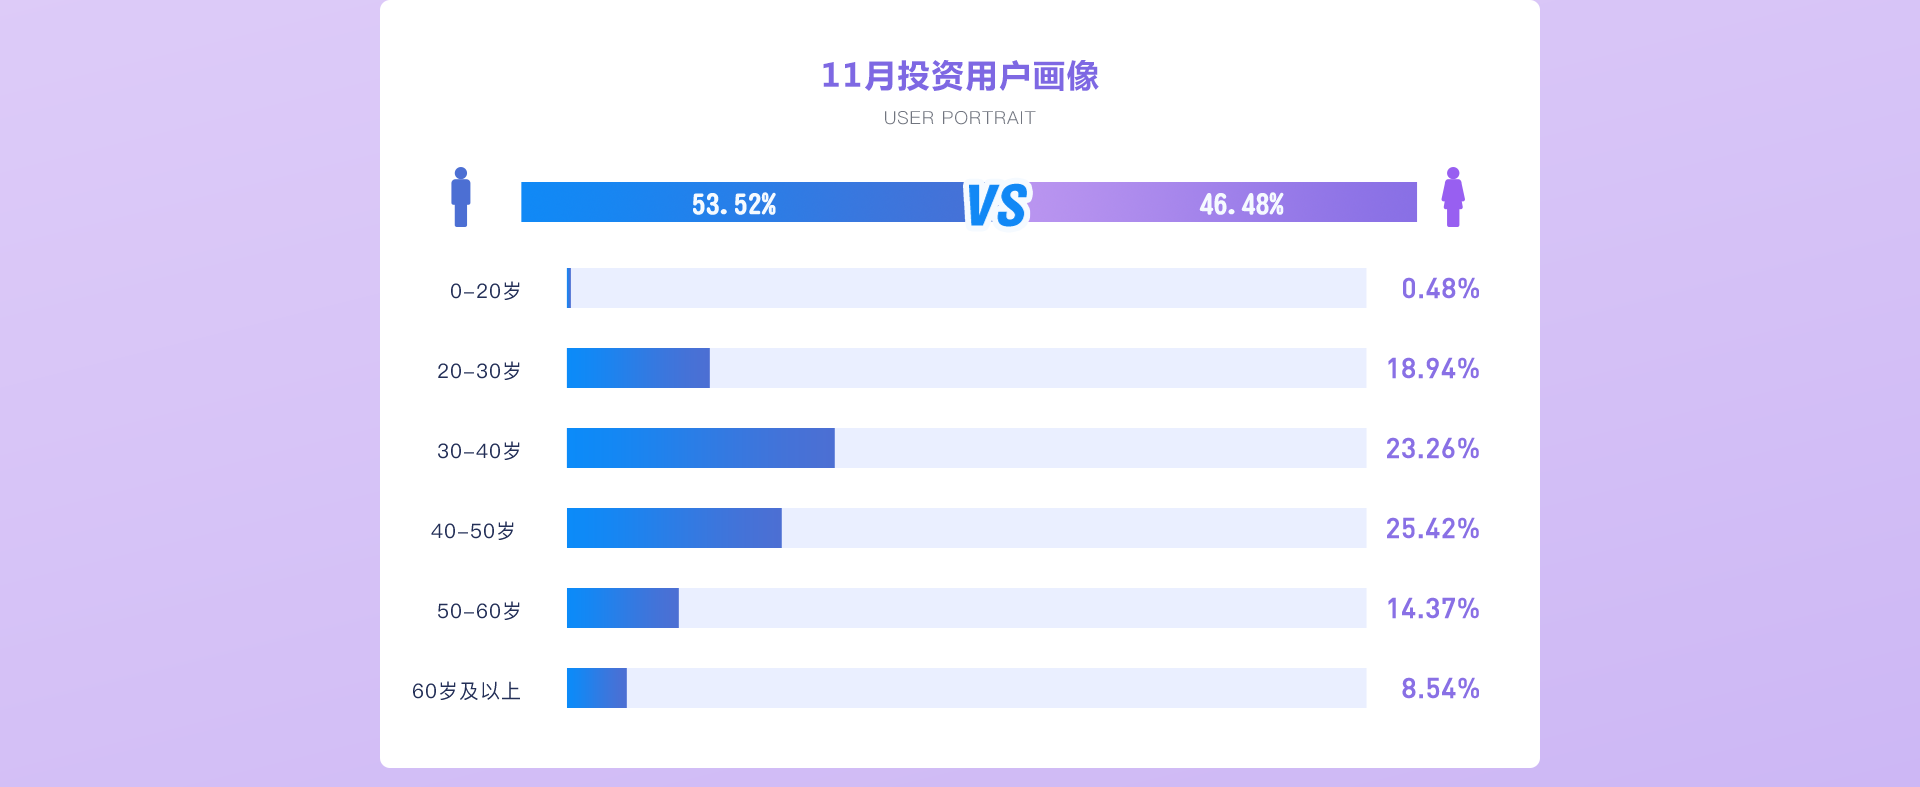 11月投资用户画像
USER PORTRAIT
53.52% VS 46.48%
0-20岁 0.48%
20-30岁 18.94%
30-40岁 23.26%
40-50岁 25.42%
50-60岁 14.37%
60岁及以上 8.54%